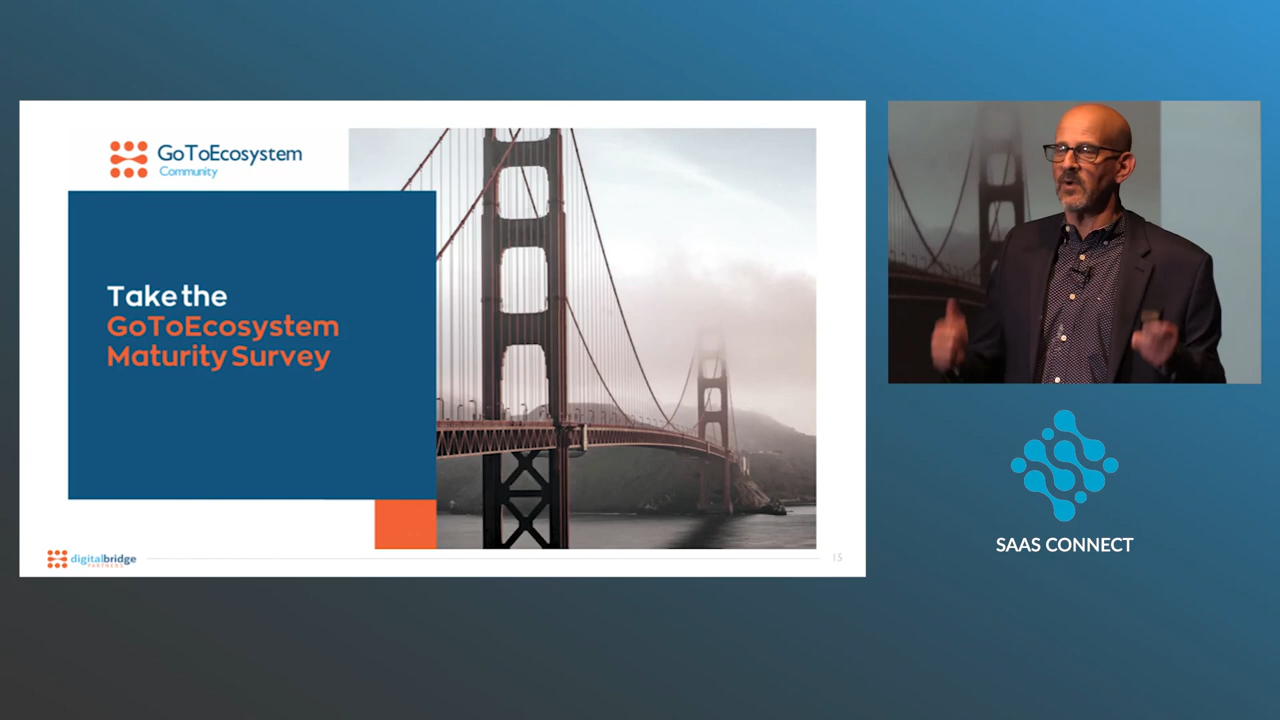 GoToEcosystem
Community
Take the
GoToEcosystem
Maturity Survey
digitalbridge
PARTNERS
15
SAAS CONNECT